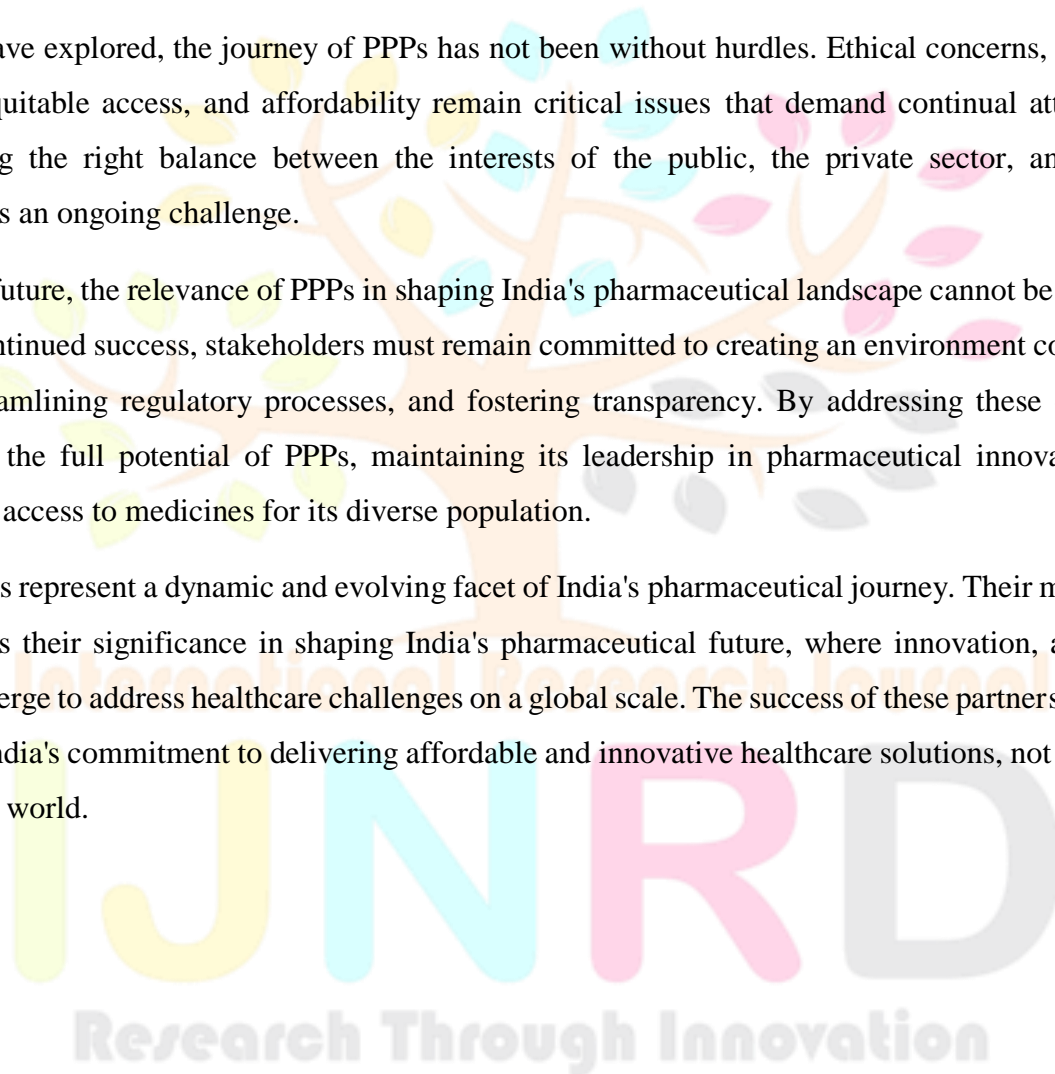 ave explored, the journey of PPPs has not been without hurdles. Ethical concerns,
quitable access, and affordability remain critical issues that demand continual att
g the right balance between the interests of the public, the private sector, an
s an ongoing challenge.
future, the relevance of PPPs in shaping India's pharmaceutical landscape cannot be
ntinued success, stakeholders must remain committed to creating an environment co
amlining regulatory processes, and fostering transparency. By addressing these
the full potential of PPPs, maintaining its leadership in pharmaceutical innova
access to medicines for its diverse population.
s represent a dynamic and evolving facet of India's pharmaceutical journey. Their m
s their significance in shaping India's pharmaceutical future, where innovation, a
International Research Journal
erge to address healthcare challenges on a global scale. The success of these partners
ndia's commitment to delivering affordable and innovative healthcare solutions, not
world.
IJNRD
Research Through Innovation